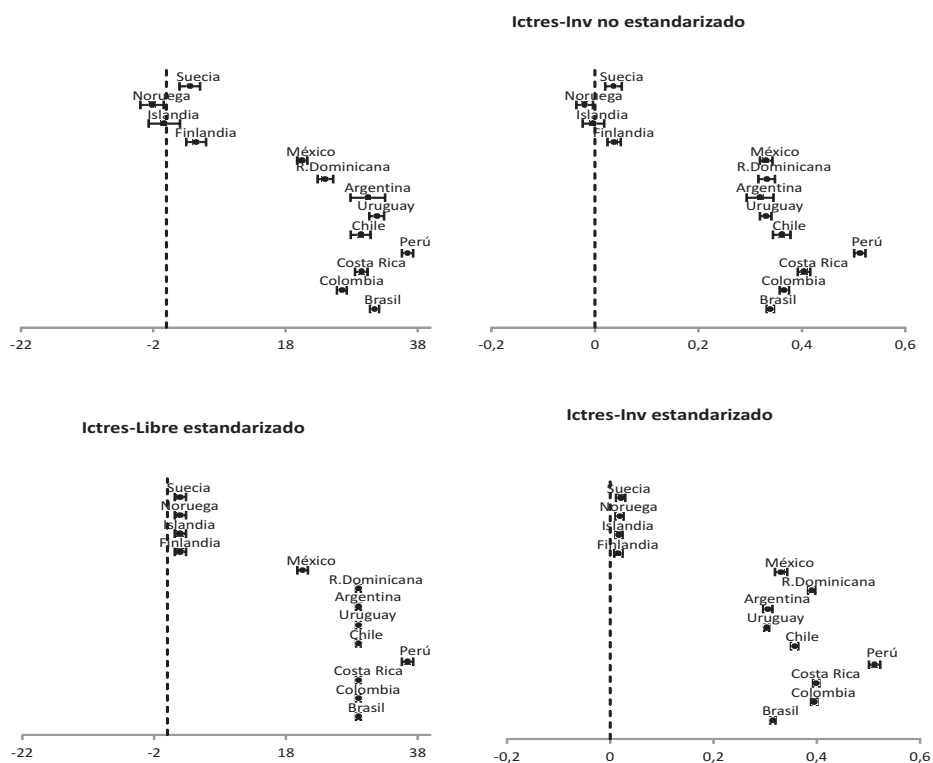 Ictres-Inv no estandarizado
Suecia
Noruega
Islandia
Finlandia
México
R.Dominicana
Argentina
Uruguay
Chile
Perú
Costa Rica
Colombia
Brasil
-22 -2 18 38
Suecia
Noruega
Islandia
Finlandia
México
R.Dominicana
Argentina
Uruguay
Chile
Perú
Costa Rica
Colombia
Brasil
-0,2 0 0,2 0,4 0,6
Ictres-Libre estandarizado
Suecia
Noruega
Islandia
Finlandia
México
R.Dominicana
Argentina
Uruguay
Chile
Perú
Costa Rica
Colombia
Brasil
-22 -2 18 38
Ictres-Inv estandarizado
Suecia
Noruega
Islandia
Finlandia
México
R.Dominicana
Argentina
Uruguay
Chile
Perú
Costa Rica
Colombia
Brasil
-0,2 0 0,2 0,4 0,6